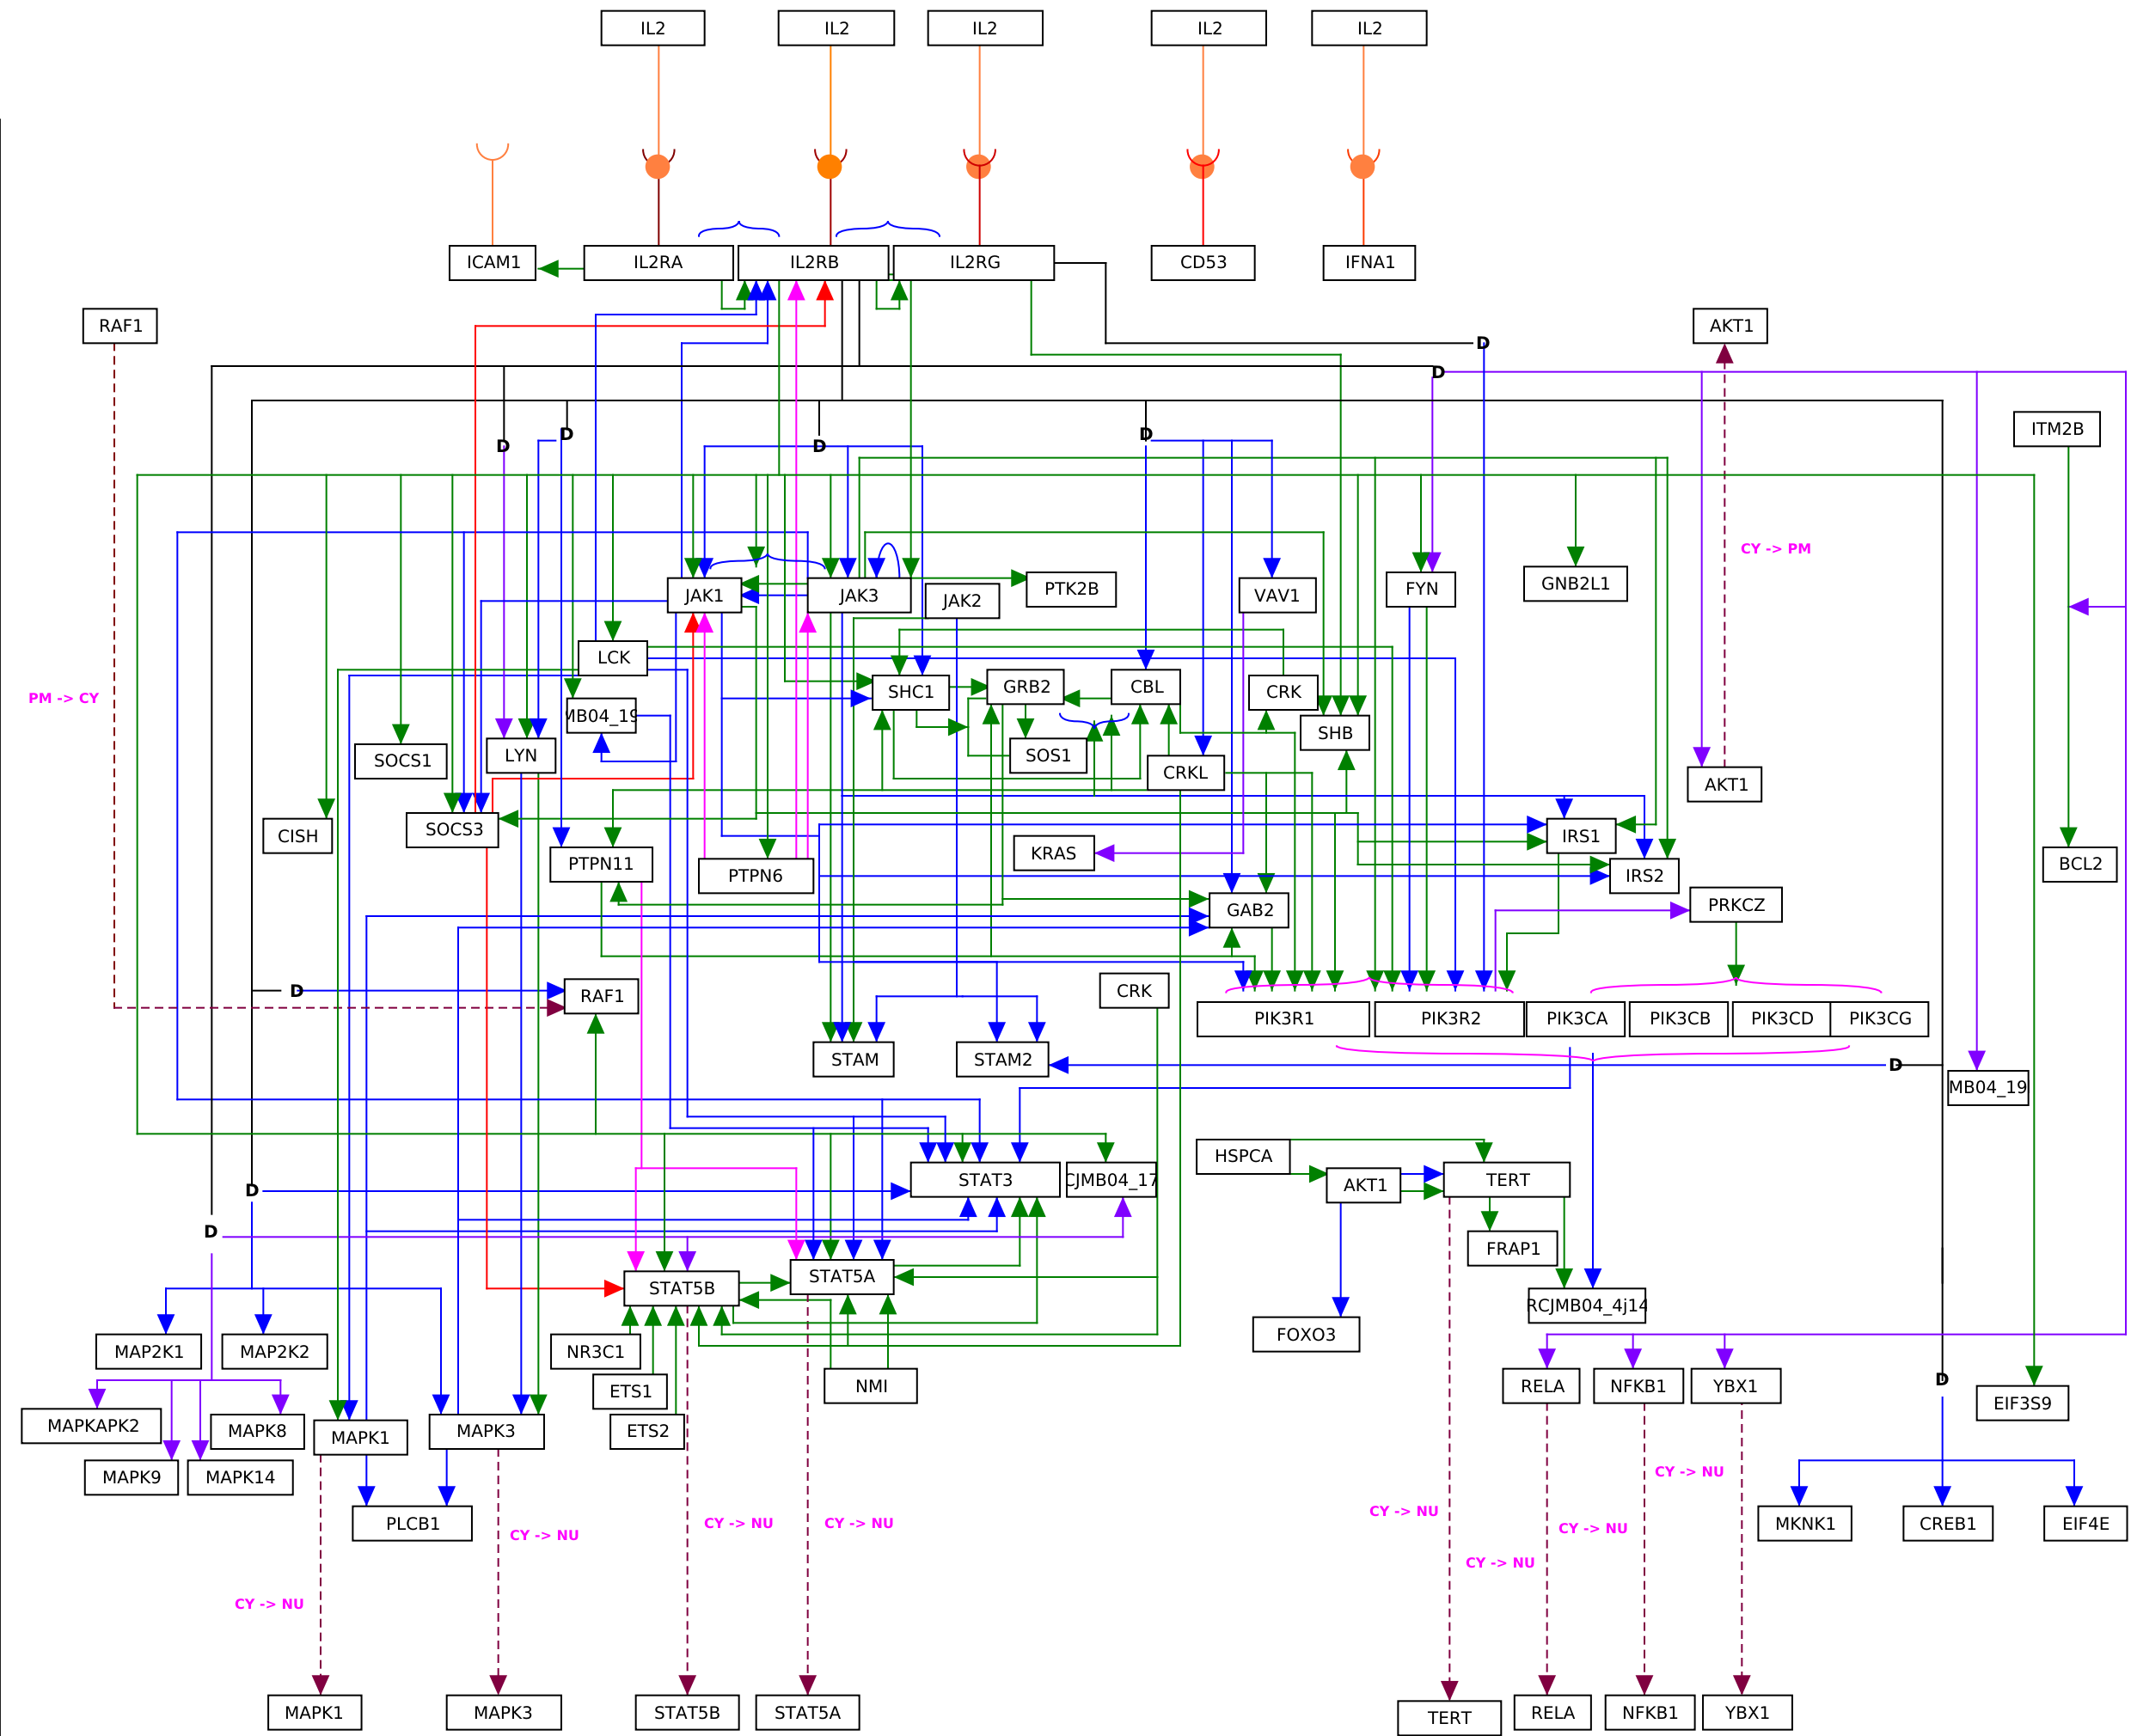 IL2 IL2 IL2 IL2 IL2
ICAM1 IL2RA IL2RB IL2RG CD53 IFNA1
RAF1 AKT1
D
D
ITM2B
D D D D
CY -> PM
JAK1 JAK3 JAK2 PTK2B VAV1 FYN GNB2L1
LCK
PM -> CY
MB04_19 SHC1 GRB2 CBL CRK
SHB
SOCS1 LYN SOS1 CRKL AKT1
CISH SOCS3 IRS1
PTPN11 PTPN6 KRAS IRS2 BCL2
GAB2 PRKCZ
D RAF1 CRK
PIK3R1 PIK3R2 PIK3CA PIK3CB PIK3CD PIK3CG
STAM STAM2 D MB04_19
HSPCA
D STAT3 CJMB04_17 AKT1 TERT
D FRAP1
STAT5B STAT5A RCJMB04_4j14
MAP2K1 MAP2K2 NR3C1 FOXO3
D
ETS1 NMI RELA NFKB1 YBX1 EIF3S9
MAPKAPK2 MAPK8 MAPK1 MAPK3 ETS2
MAPK9 MAPK14 CY -> NU
PLCB1 CY -> NU CY -> NU CY -> NU CY -> NU CY -> NU MKNK1 CREB1 EIF4E
CY -> NU
CY -> NU
MAPK1 MAPK3 STAT5B STAT5A TERT RELA NFKB1 YBX1